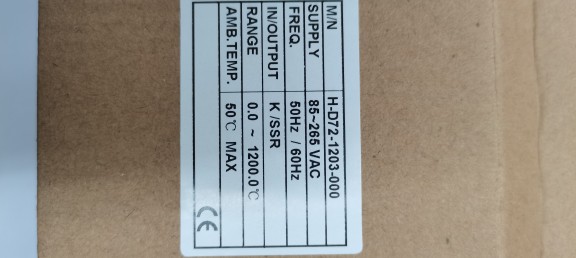 M/N H-D72-1203-000
SUPPLY 85~265 VAC
FREQ. 50Hz / 60Hz
IN/OUTPUT K /SSR
RANGE 0.0 ~ 1200.0℃
AMB.TEMP. 50℃ MAX
CE